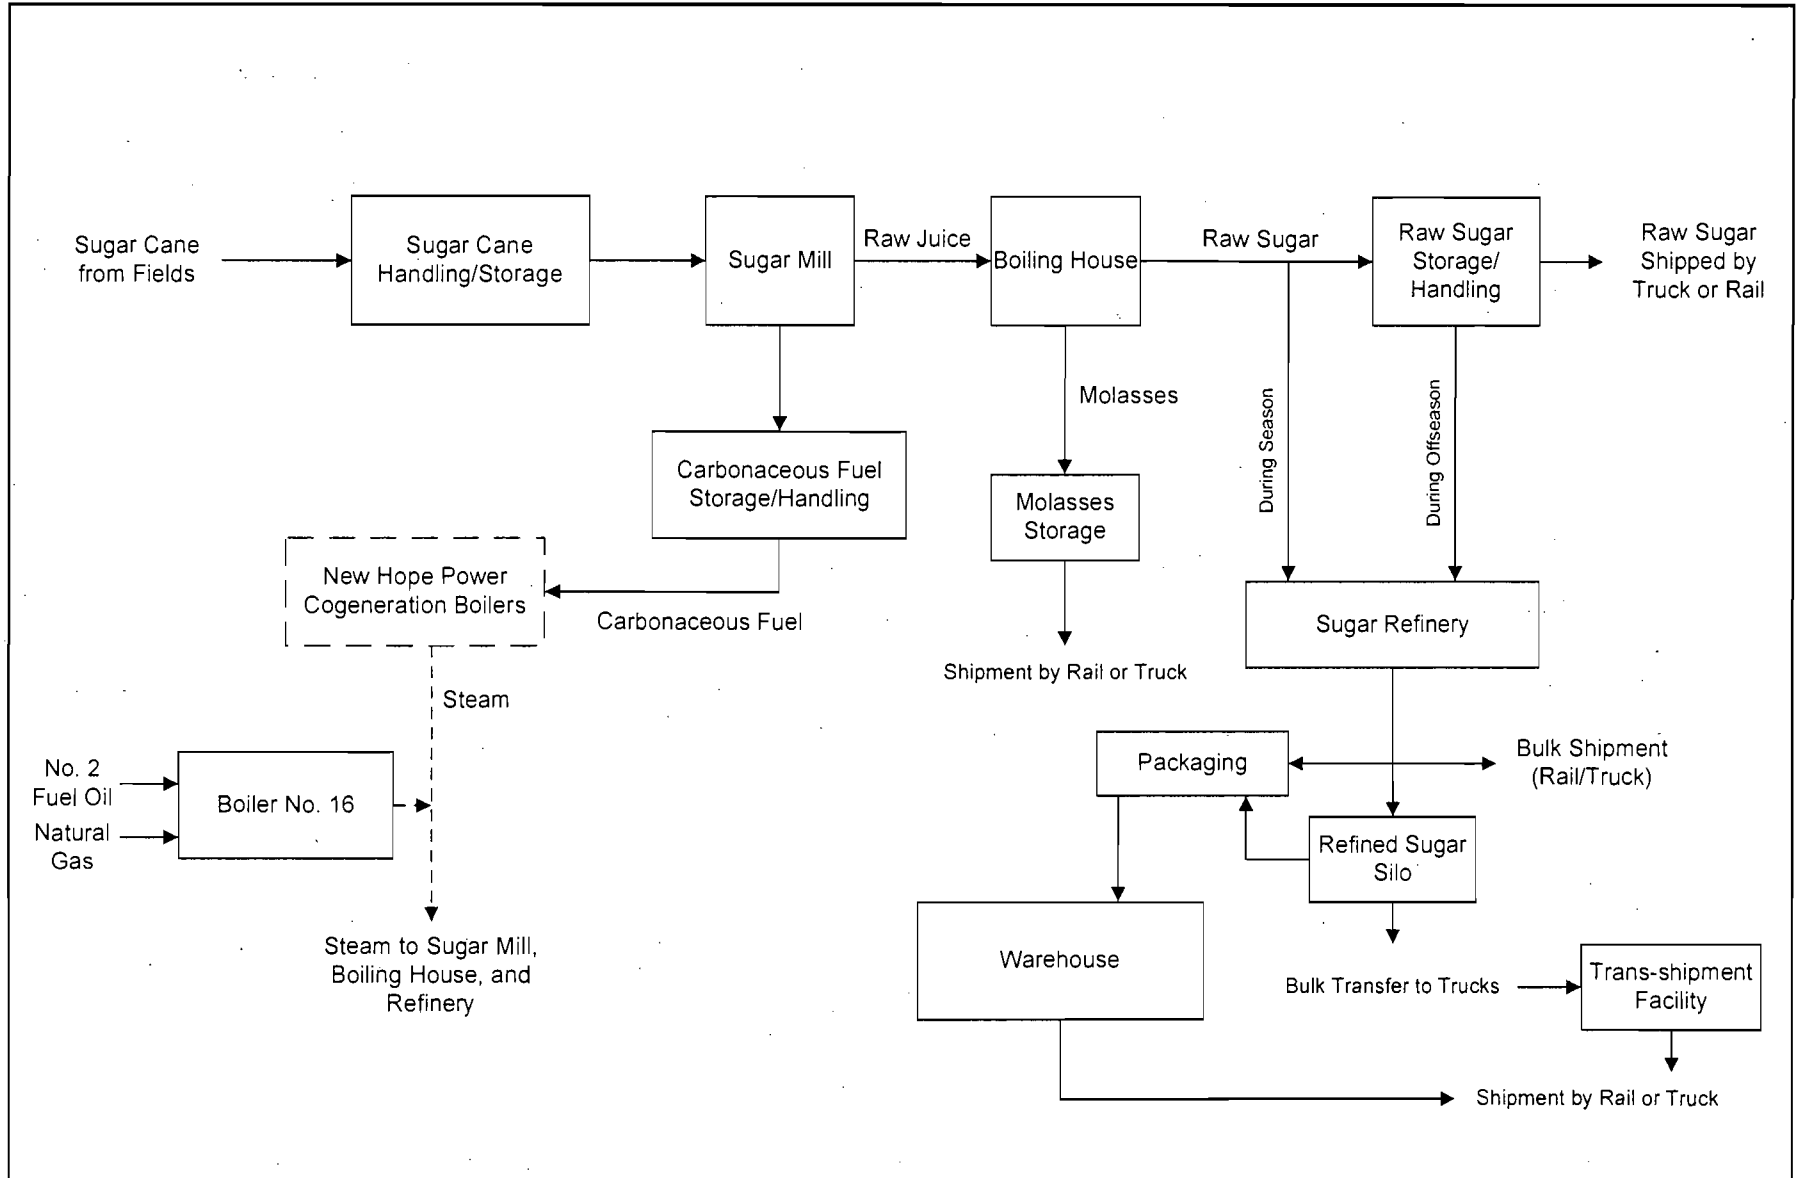 Sugar Cane
from Fields
Sugar Cane
Handling/Storage
Sugar Mill
Raw Juice
Boiling House
Raw Sugar
Raw Sugar
Storage/
Handling
Raw Sugar
Shipped by
Truck or Rail
Molasses
During Season
During Offseason
Carbonaceous Fuel
Storage/Handling
Molasses
Storage
New Hope Power
Cogeneration Boilers
Carbonaceous Fuel
Sugar Refinery
Shipment by Rail or Truck
Steam
No. 2
Fuel Oil
Natural
Gas
Boiler No. 16
Packaging
Bulk Shipment
(Rail/Truck)
Refined Sugar
Silo
Steam to Sugar Mill,
Boiling House, and
Refinery
Warehouse
Bulk Transfer to Trucks
Trans-shipment
Facility
Shipment by Rail or Truck